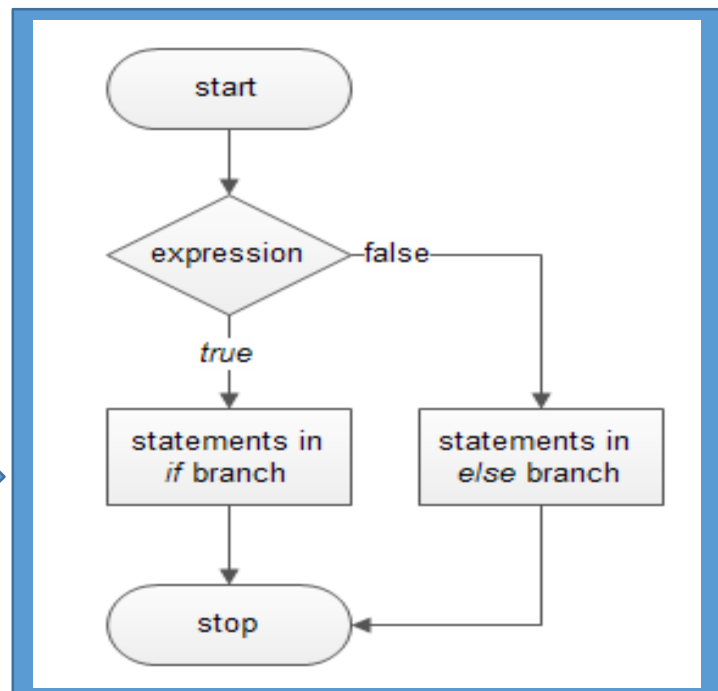 start
expression
false
true
statements in
if branch
statements in
else branch
stop